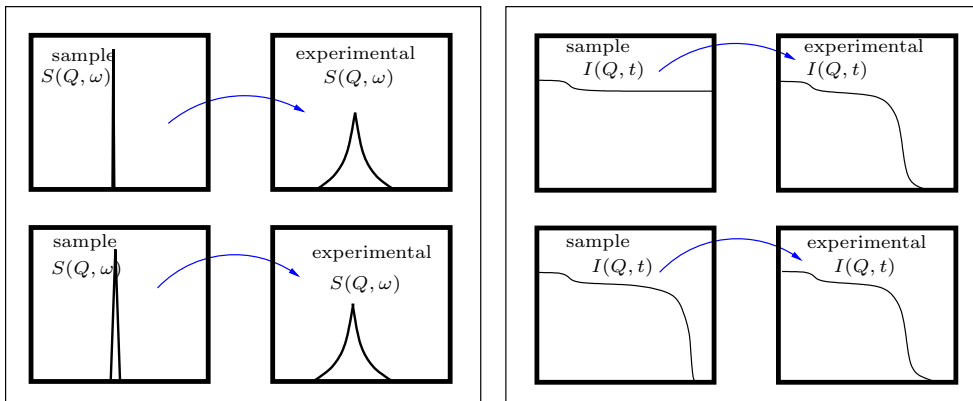 sample
S(Q, ω)
experimental
S(Q, ω)
sample
S(Q, ω)
experimental
S(Q, ω)
sample
I(Q, t)
experimental
I(Q, t)
sample
I(Q, t)
experimental
I(Q, t)